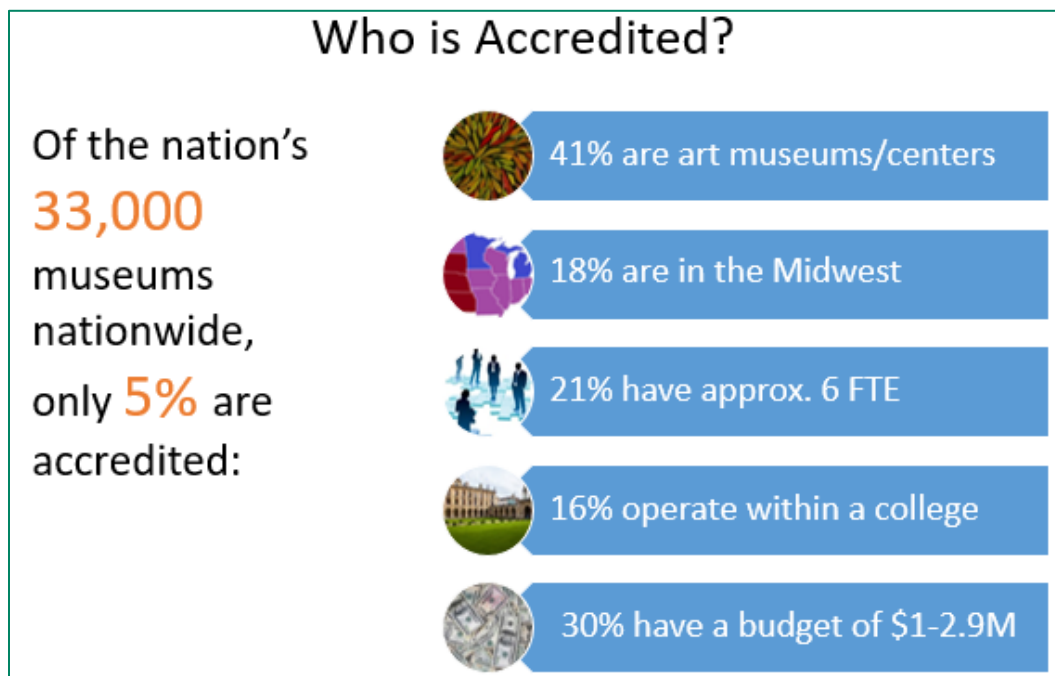 Who is Accredited?
Of the nation's
33,000
museums
nationwide,
only 5% are
accredited:
41% are art museums/centers
18% are in the Midwest
21% have approx. 6 FTE
16% operate within a college
30% have a budget of $1-2.9M